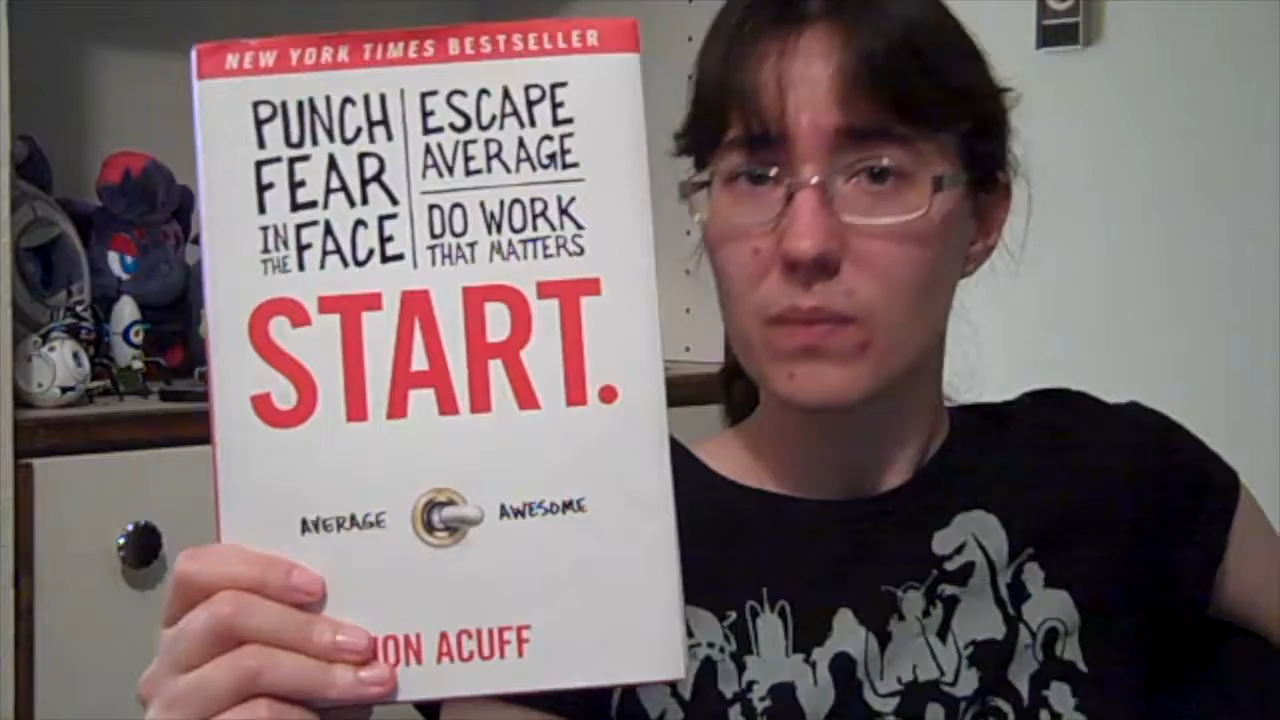 NEW YORK TIMES BESTSELLER
PUNCH
FEAR
IN THE FACE
ESCAPE
AVERAGE
DO WORK
THAT MATTERS
START.
AVERAGE AWESOME
JON ACUFF